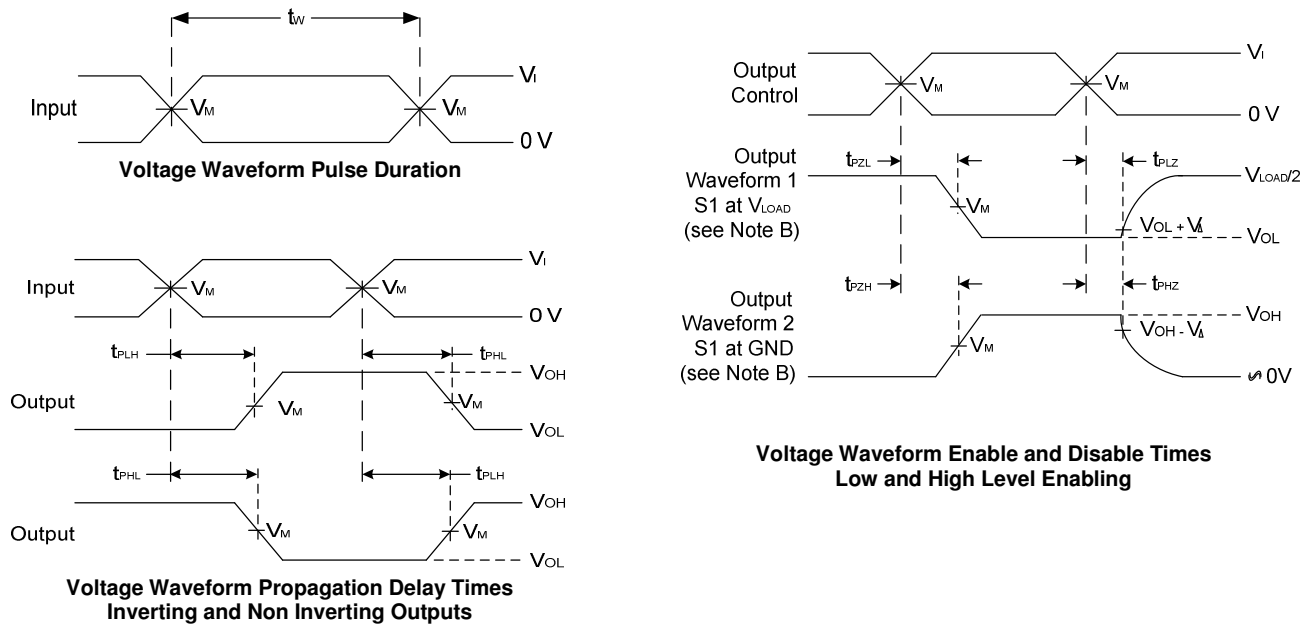 tW
Input
VM
VM
VI
0 V
Voltage Waveform Pulse Duration
Input
VM
VM
VI
0 V
tPLH
tPHL
Output
VM
VM
VOH
VOL
tPHL
tPLH
Output
VM
VM
VOH
VOL
Voltage Waveform Propagation Delay Times
Inverting and Non Inverting Outputs
Output
Control
VM
VM
VI
0 V
Output
Waveform 1
S1 at VLOAD
(see Note B)
tPZL
tPLZ
VM
VLOAD/2
VOL + VΔ
VOL
Output
Waveform 2
S1 at GND
(see Note B)
tPZH
tPHZ
VM
VOH
VOH - VΔ
≈ 0V
Voltage Waveform Enable and Disable Times
Low and High Level Enabling